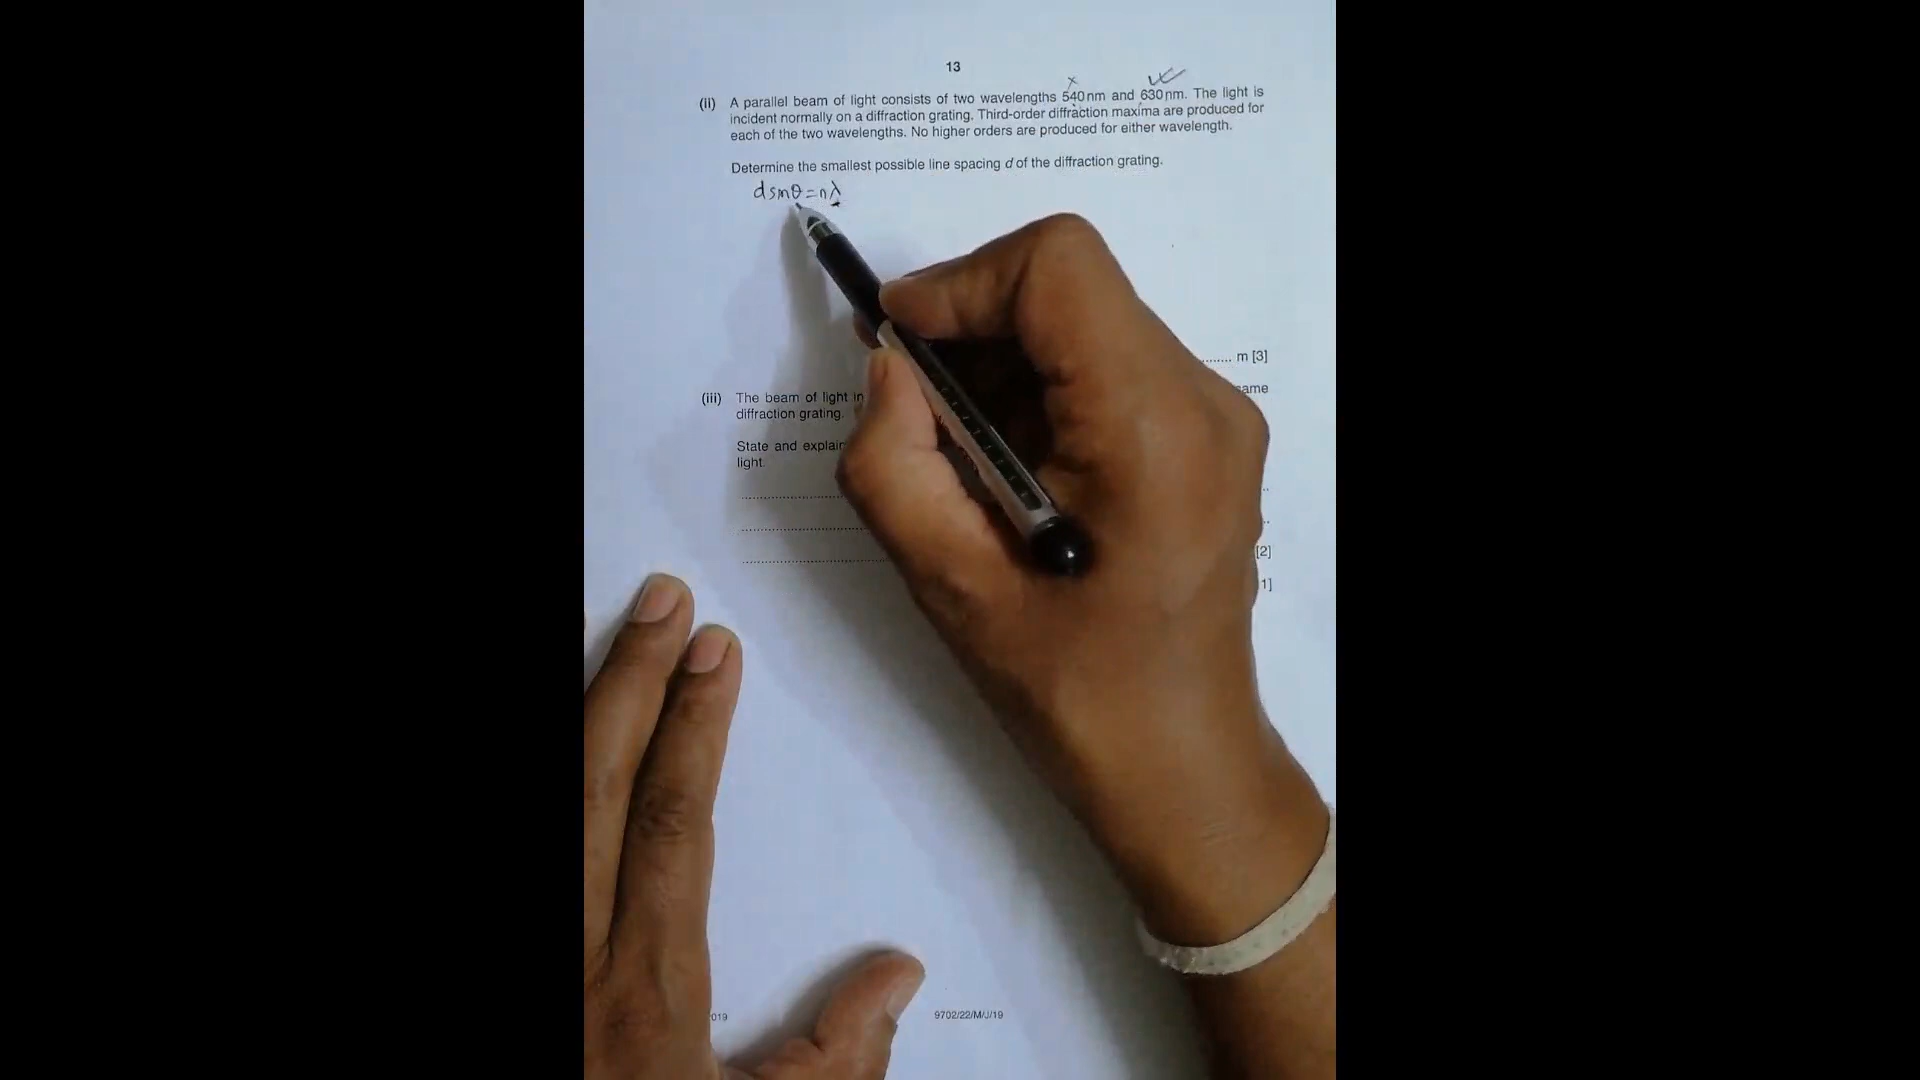 13
(ii) A parallel beam of light consists of two wavelengths 540 nm and 630 nm. The light is
incident normally on a diffraction grating. Third-order diffraction maxima are produced for
each of the two wavelengths. No higher orders are produced for either wavelength.
Determine the smallest possible line spacing d of the diffraction grating.
d sinθ = nλ
........ m [3]
(iii) The beam of light in same
diffraction grating.
State and explain
light.
[2]
1]
019 9702/22/M/J/19